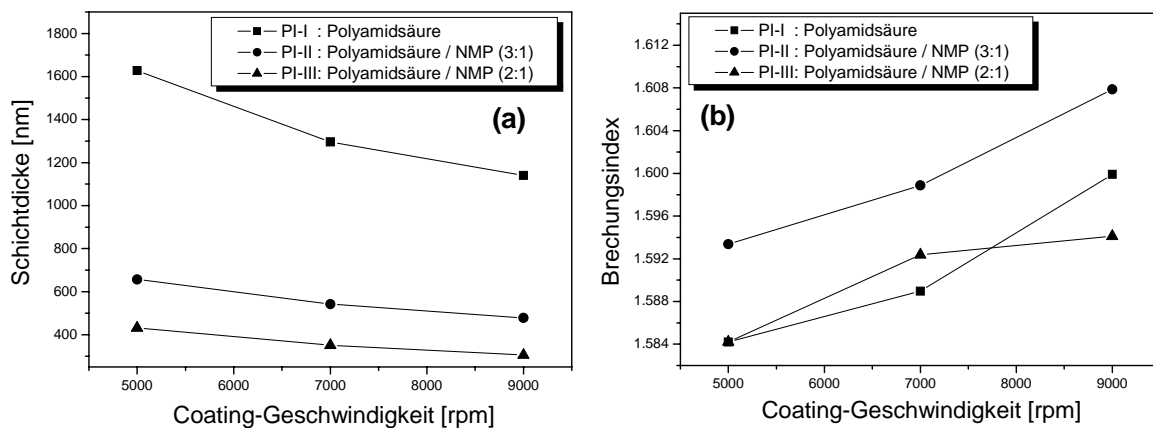 PI-I : Polyamidsäure
PI-II : Polyamidsäure / NMP (3:1)
PI-III: Polyamidsäure / NMP (2:1)
(a)
Schichtdicke [nm]
1800
1600
1400
1200
1000
800
600
400
5000 6000 7000 8000 9000
Coating-Geschwindigkeit [rpm]
PI-I : Polyamidsäure
PI-II : Polyamidsäure / NMP (3:1)
PI-III: Polyamidsäure / NMP (2:1)
(b)
Brechungsindex
1.612
1.608
1.604
1.600
1.596
1.592
1.588
1.584
5000 6000 7000 8000 9000
Coating-Geschwindigkeit [rpm]